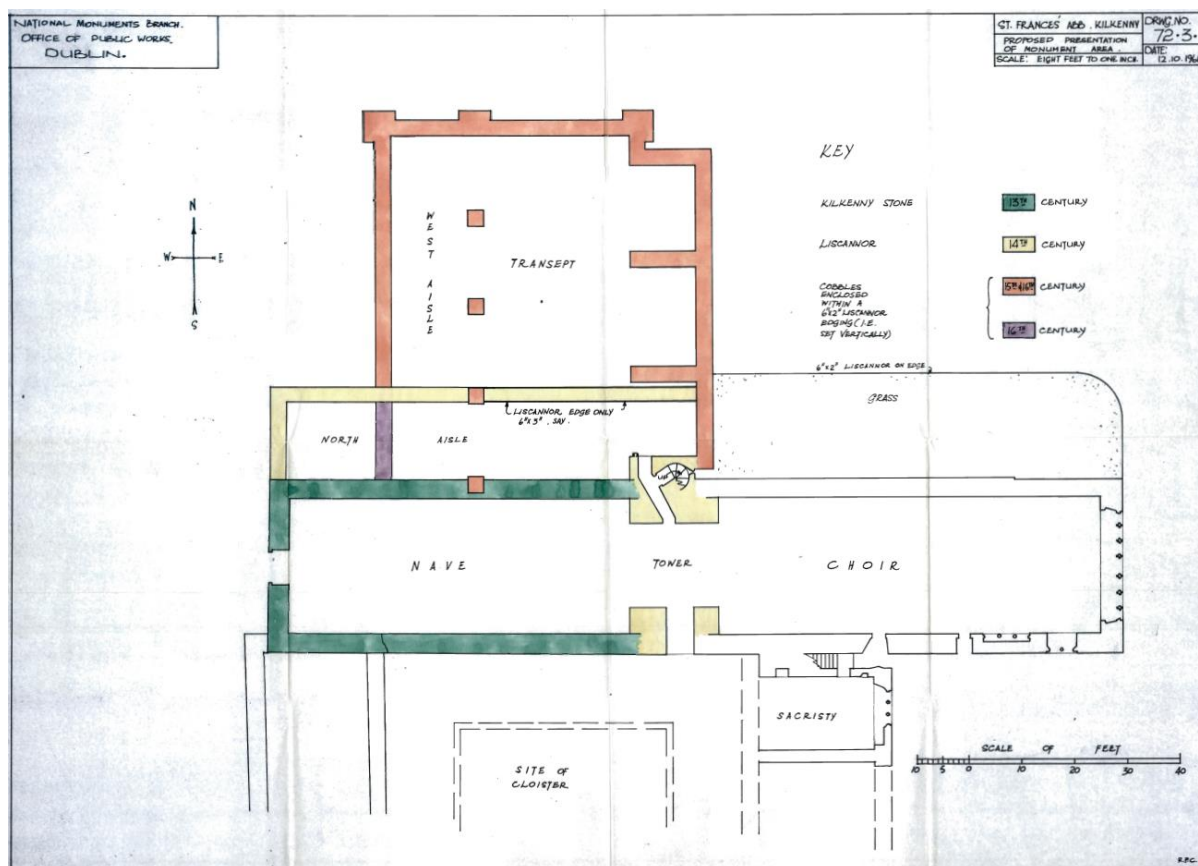 NATIONAL MONUMENTS BRANCH.
OFFICE OF PUBLIC WORKS.
DUBLIN.
ST. FRANCES' ABB. KILKENNY
PROPOSED PRESENTATION
OF MONUMENT AREA.
SCALE: EIGHT FEET TO ONE INCH
DRWG. NO.
72·3·
DATE:
12.10.
KEY
KILKENNY STONE
13TH CENTURY
LISCANNOR
14TH CENTURY
COBBLES
ENCLOSED
WITHIN A
6"X2" LISCANNOR
EDGING (I.E.
SET VERTICALLY)
15TH&16TH CENTURY
16TH CENTURY
N
W E
S
WEST AISLE
TRANSEPT
6"x2" LISCANNOR ON EDGE
GRASS
LISCANNOR EDGE ONLY
6"X3", SAY.
NORTH AISLE
NAVE
TOWER
CHOIR
SACRISTY
SITE OF
CLOISTER
SCALE OF FEET
10 5 0 10 20 30 40